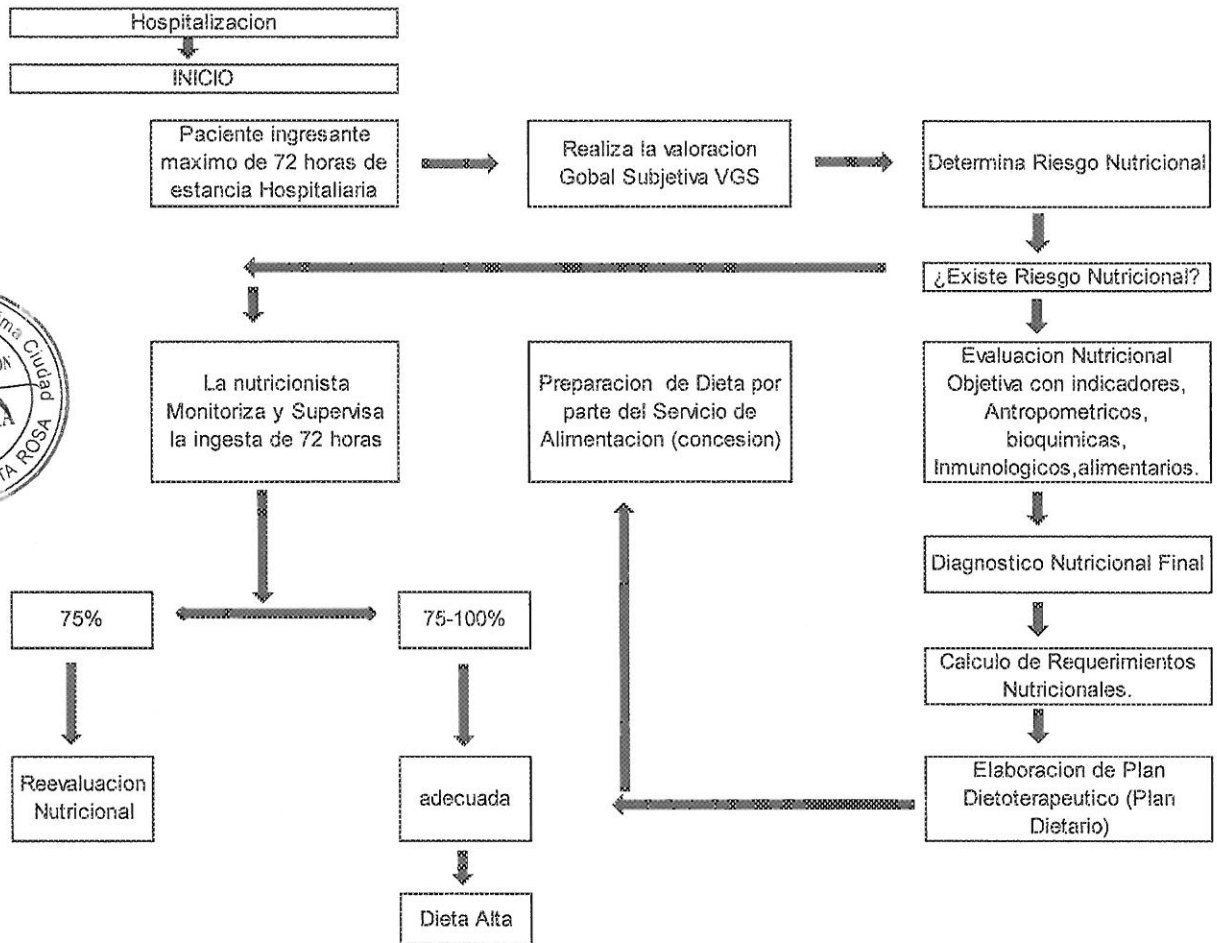 Hospitalizacion
INICIO
Paciente ingresante
maximo de 72 horas de
estancia Hospitaliaria
Realiza la valoracion
Gobal Subjetiva VGS
Determina Riesgo Nutricional
¿Existe Riesgo Nutricional?
La nutricionista
Monitoriza y Supervisa
la ingesta de 72 horas
Preparacion de Dieta por
parte del Servicio de
Alimentacion (concesion)
Evaluacion Nutricional
Objetiva con indicadores,
Antropometricos,
bioquimicas,
Inmunologicos,alimentarios.
Diagnostico Nutricional Final
75%
75-100%
Calculo de Requerimientos
Nutricionales.
Reevaluacion
Nutricional
adecuada
Elaboracion de Plan
Dietoterapeutico (Plan
Dietario)
Dieta Alta
Ciudad
ROSA